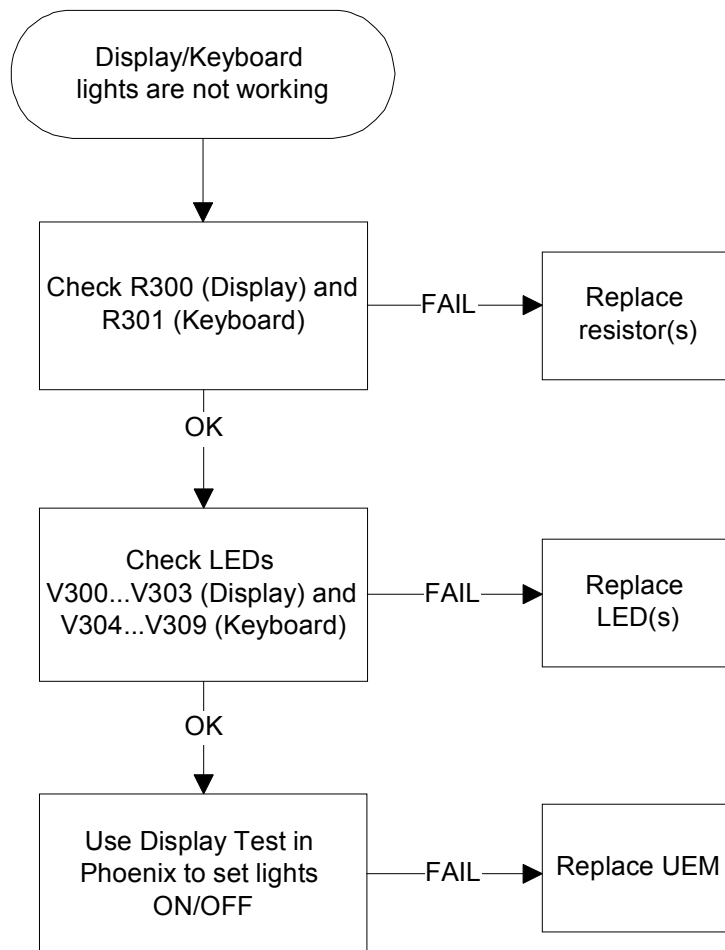 Display/Keyboard
lights are not working
Check R300 (Display) and
R301 (Keyboard)
FAIL
Replace
resistor(s)
OK
Check LEDs
V300...V303 (Display) and
V304...V309 (Keyboard)
FAIL
Replace
LED(s)
OK
Use Display Test in
Phoenix to set lights
ON/OFF
FAIL
Replace UEM